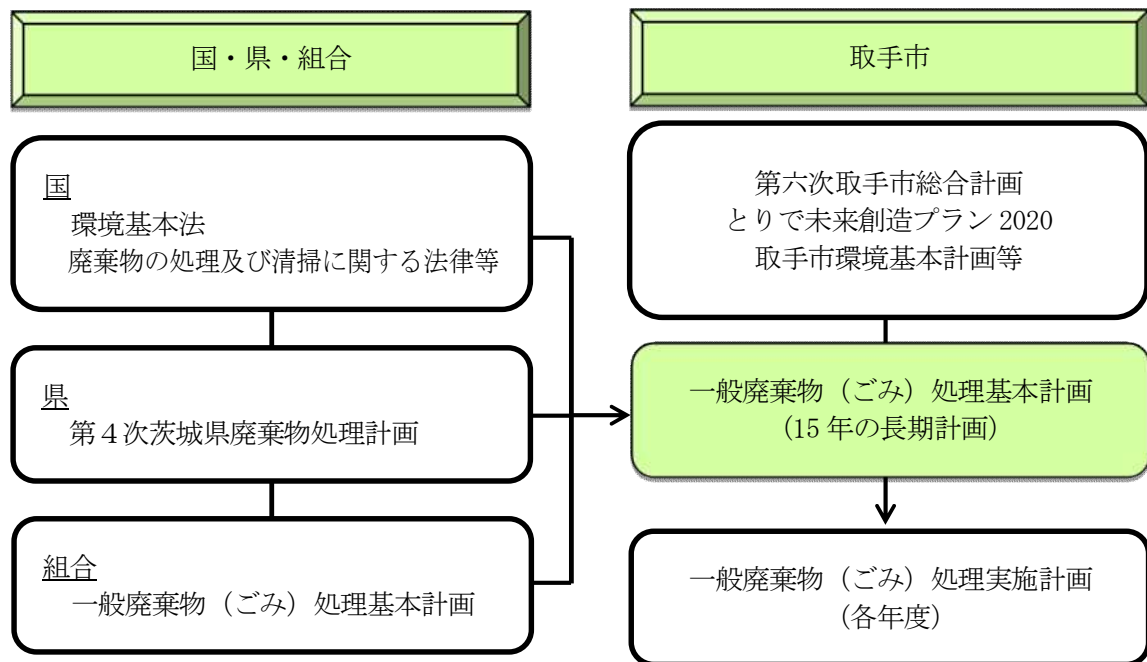 国・県・組合
国
環境基本法
廃棄物の処理及び清掃に関する法律等
県
第４次茨城県廃棄物処理計画
組合
一般廃棄物（ごみ）処理基本計画
取手市
第六次取手市総合計画
とりで未来創造プラン 2020
取手市環境基本計画等
一般廃棄物（ごみ）処理基本計画
(15 年の長期計画)
一般廃棄物（ごみ）処理実施計画
(各年度)